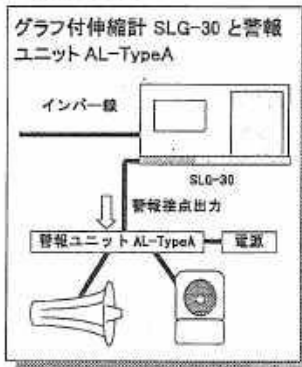 グラフ付伸縮計 SLG-30 と警報
ユニット AL-TypeA
インバー線
SLG-30
警報接点出力
警報ユニット AL-TypeA
電源